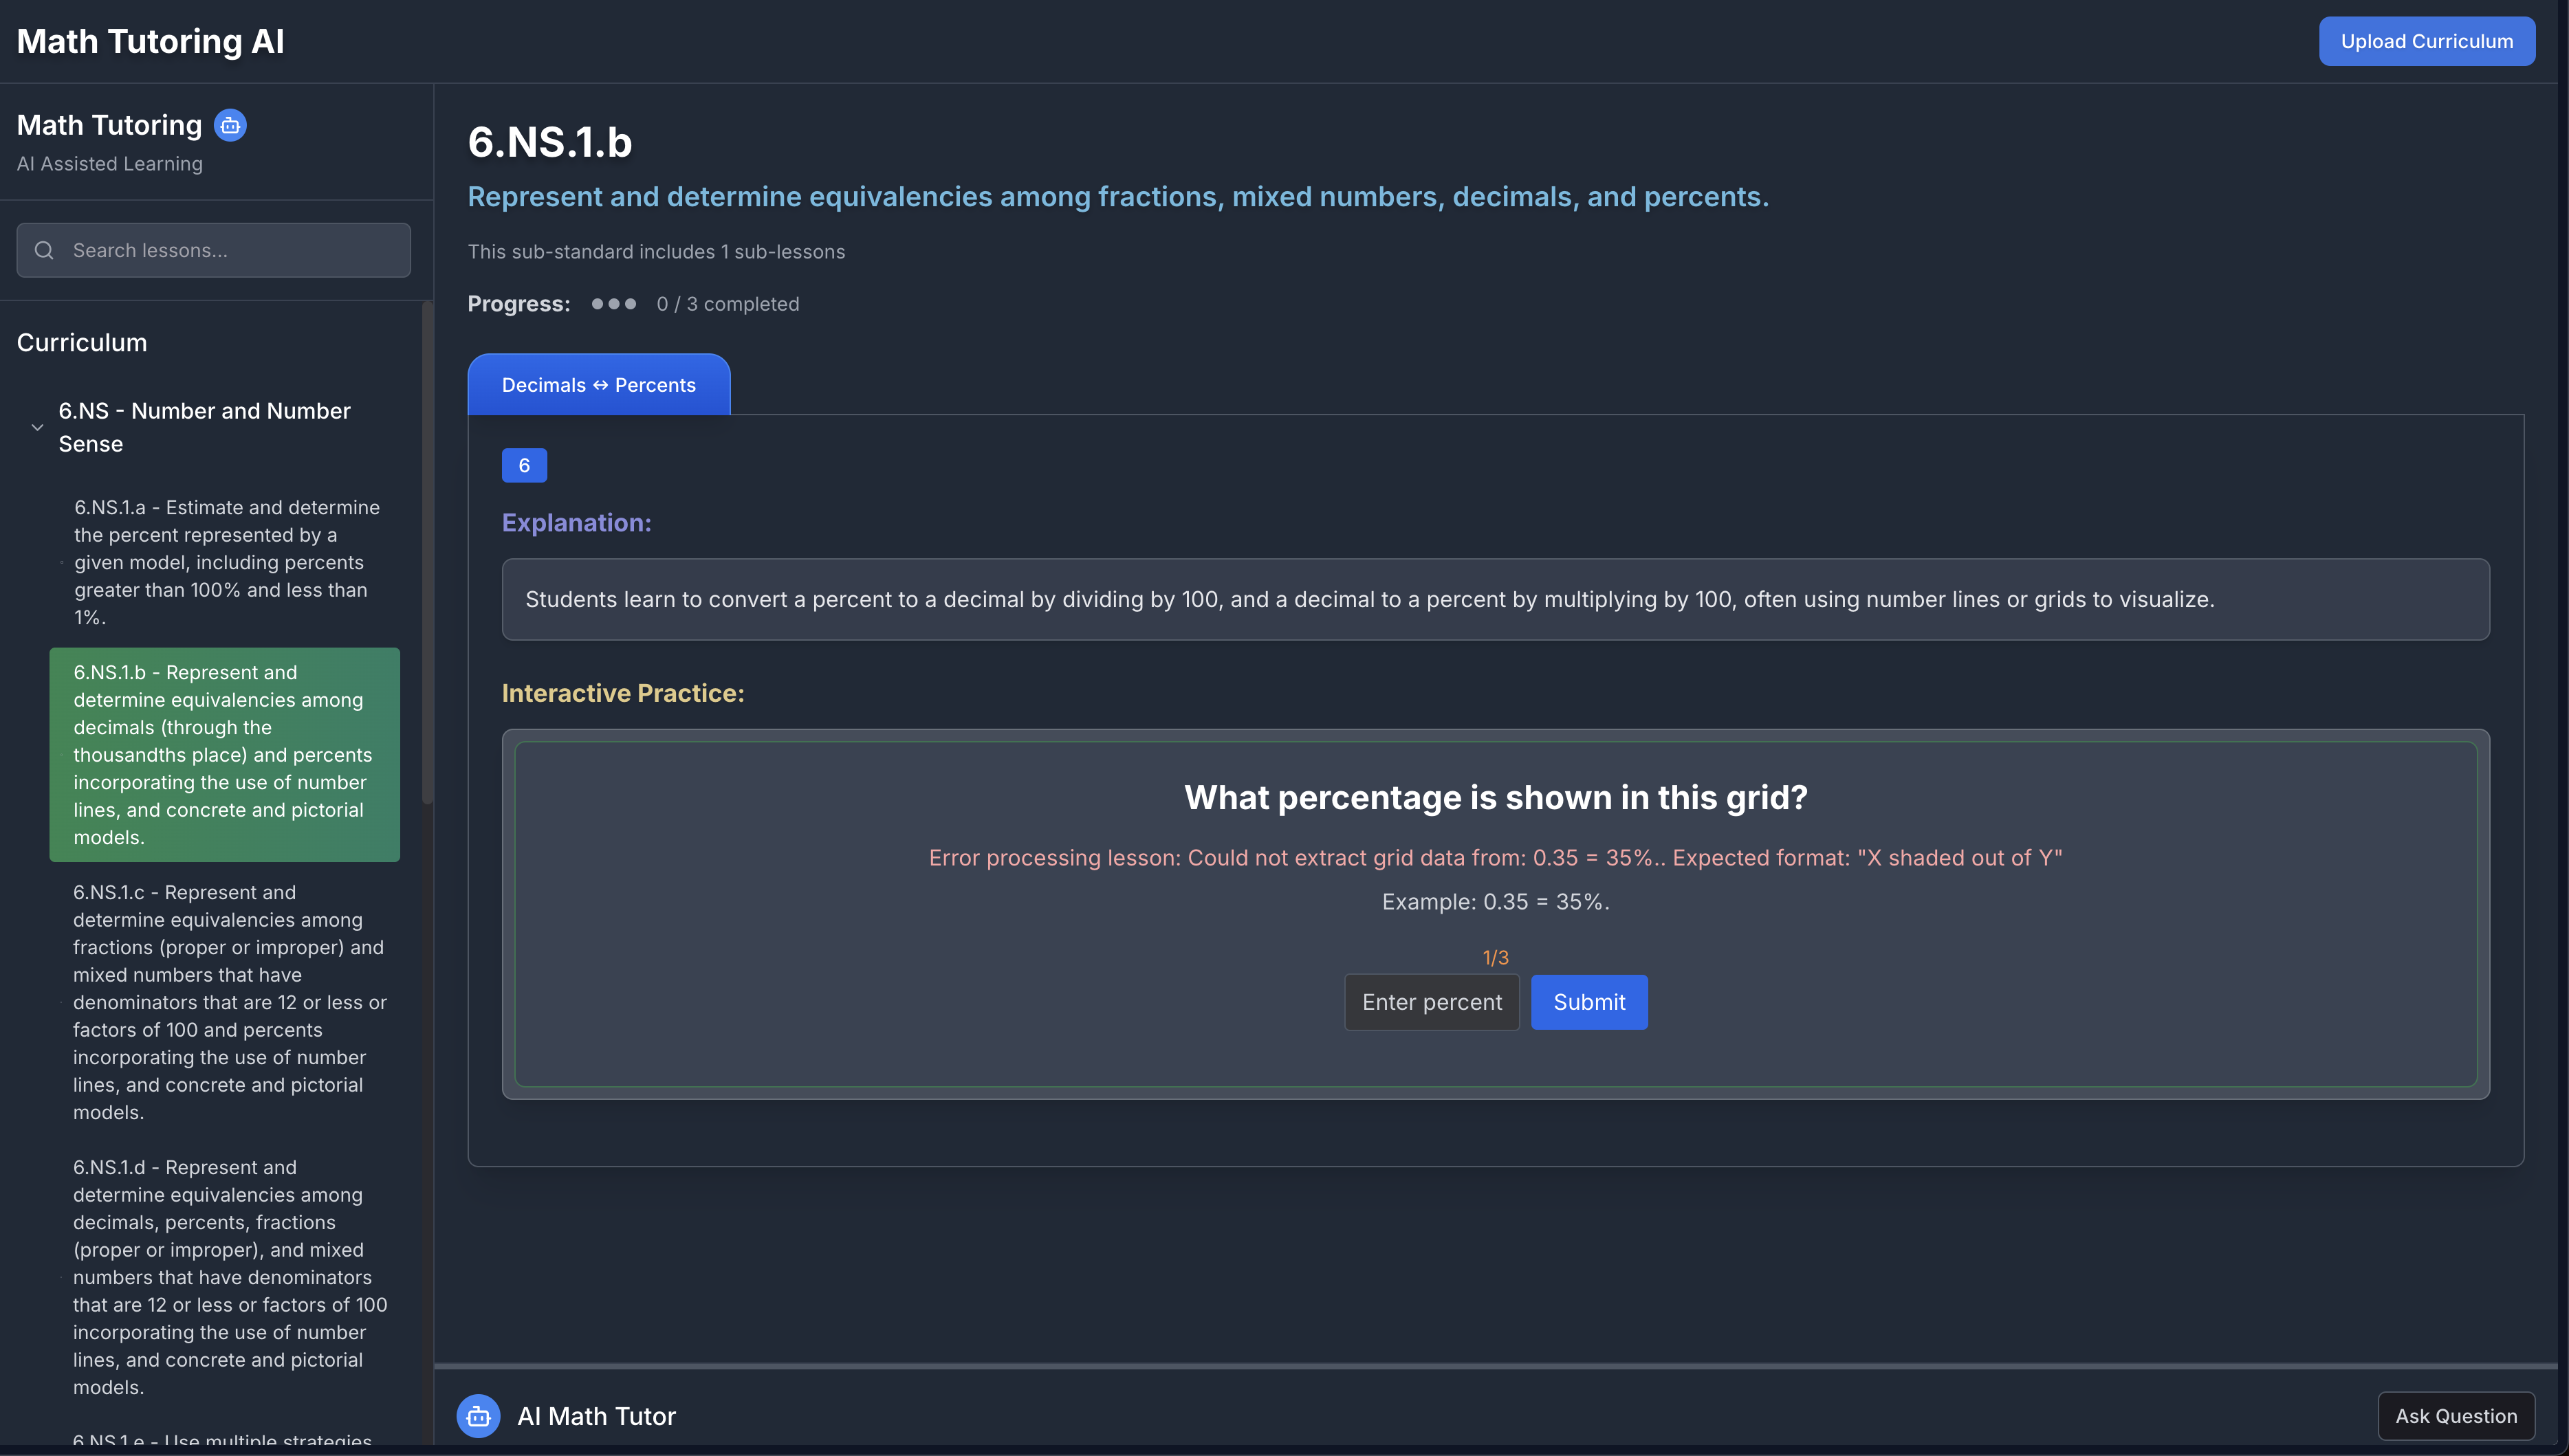 Math Tutoring AI
Upload Curriculum
Math Tutoring
AI Assisted Learning
Search lessons...
Curriculum
6.NS - Number and Number
Sense
6.NS.1.a - Estimate and determine
the percent represented by a
given model, including percents
greater than 100% and less than
1%.
6.NS.1.b - Represent and
determine equivalencies among
decimals (through the
thousandths place) and percents
incorporating the use of number
lines, and concrete and pictorial
models.
6.NS.1.c - Represent and
determine equivalencies among
fractions (proper or improper) and
mixed numbers that have
denominators that are 12 or less or
factors of 100 and percents
incorporating the use of number
lines, and concrete and pictorial
models.
6.NS.1.d - Represent and
determine equivalencies among
decimals, percents, fractions
(proper or improper), and mixed
numbers that have denominators
that are 12 or less or factors of 100
incorporating the use of number
lines, and concrete and pictorial
models.
6.NS.1.e - Use multiple strategies
6.NS.1.b
Represent and determine equivalencies among fractions, mixed numbers, decimals, and percents.
This sub-standard includes 1 sub-lessons
Progress: 0 / 3 completed
Decimals ↔ Percents
6
Explanation:
Students learn to convert a percent to a decimal by dividing by 100, and a decimal to a percent by multiplying by 100, often using number lines or grids to visualize.
Interactive Practice:
What percentage is shown in this grid?
Error processing lesson: Could not extract grid data from: 0.35 = 35%.. Expected format: "X shaded out of Y"
Example: 0.35 = 35%.
1/3
Enter percent
Submit
AI Math Tutor
Ask Question